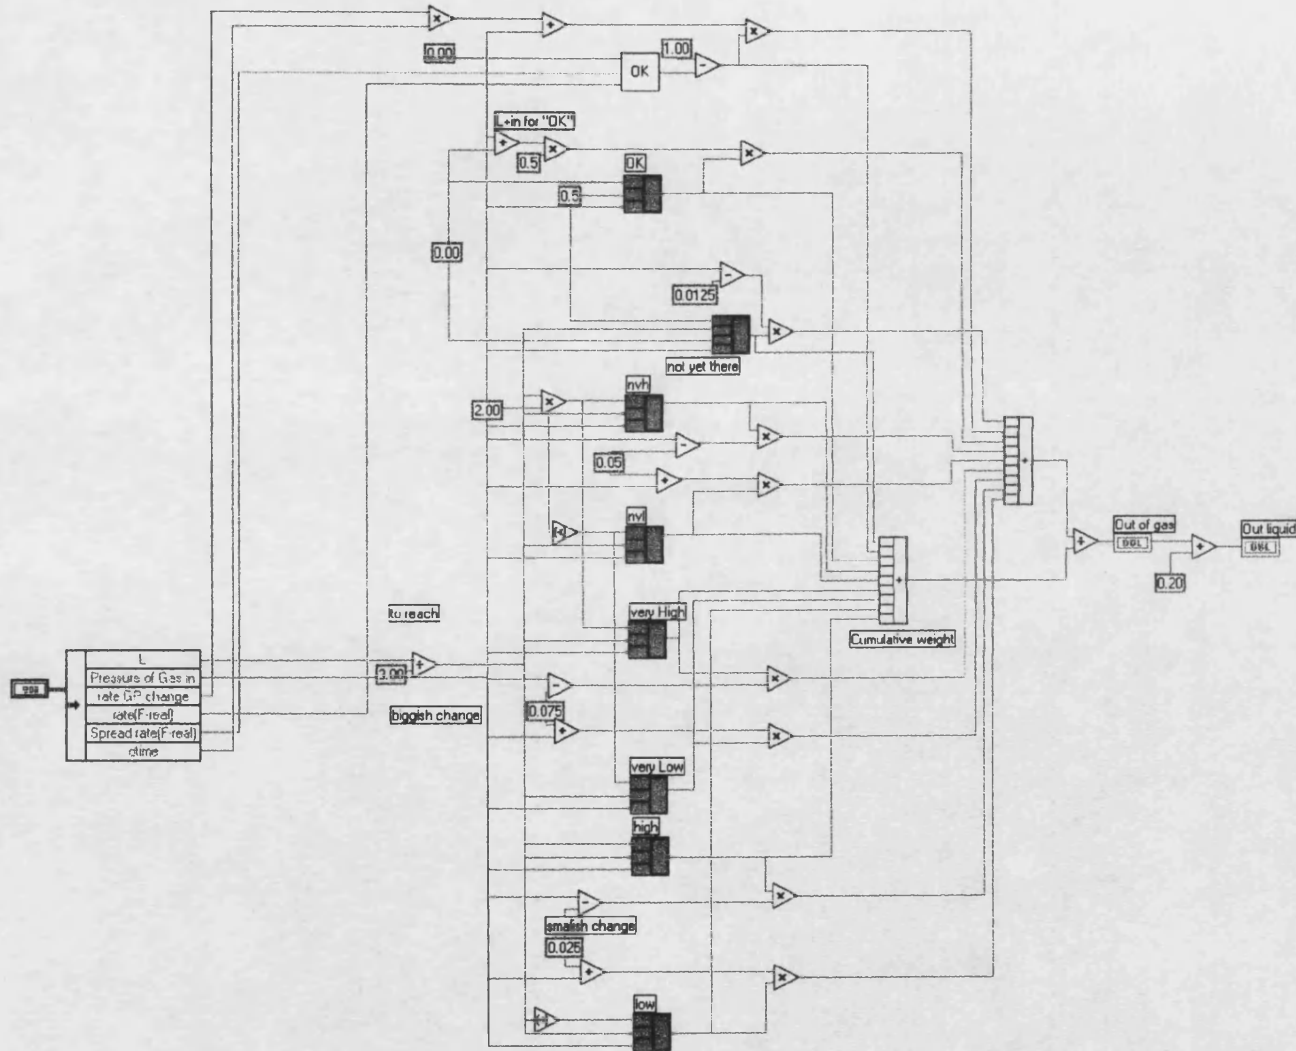 0.00
1.00
OK
L+in for "OK"
0.5
OK
0.5
0.00
0.0125
not yet there
nvh
2.00
0.05
nvl
to reach
very High
Cumulative weight
Out of gas
Out liquid
0.20
L
Pressure of Gas in
rate GP change
rate(F-real)
Spread rate(F-real)
dtime
3.00
biggish change
0.075
very Low
high
smallish change
0.025
low